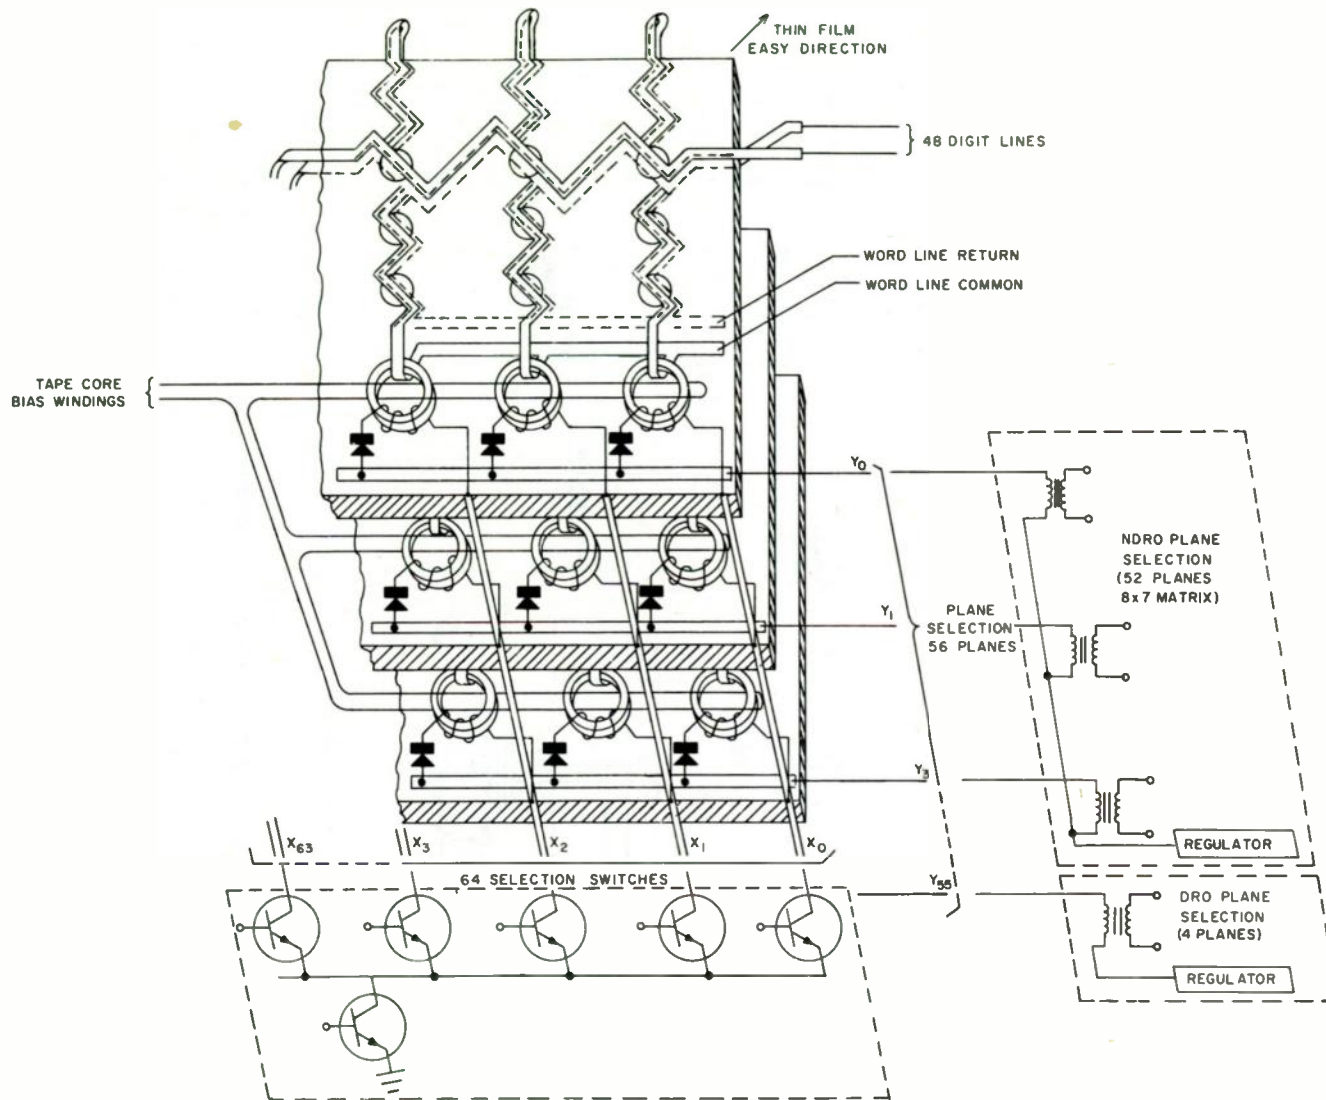 THIN FILM
EASY DIRECTION
48 DIGIT LINES
WORD LINE RETURN
WORD LINE COMMON
TAPE CORE
BIAS WINDINGS
Y0
NDRO PLANE
SELECTION
(52 PLANES
8x7 MATRIX)
Y1
PLANE
SELECTION
56 PLANES
Y3
X63
X3
X2
X1
X0
REGULATOR
64 SELECTION SWITCHES
Y55
DRO PLANE
SELECTION
(4 PLANES)
REGULATOR